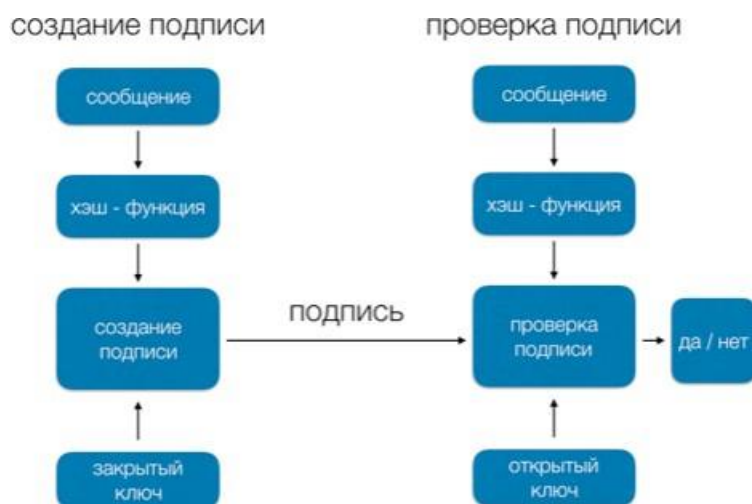 создание подписи
сообщение
хэш - функция
создание
подписи
закрытый
ключ
подпись
проверка подписи
сообщение
хэш - функция
проверка
подписи
открытый
ключ
да / нет